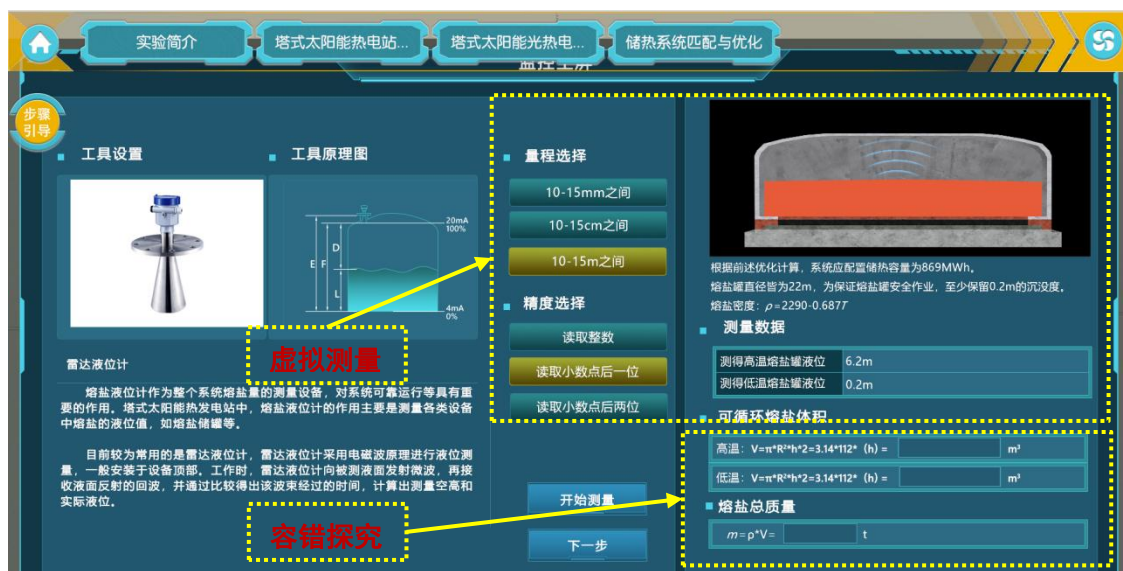 实验简介
塔式太阳能热电站...
塔式太阳能光热电...
储热系统匹配与优化
监控主屏
步骤
引导
工具设置
工具原理图
20mA
100%
D
E F
L
4mA
0%
雷达液位计
熔盐液位计作为整个系统熔盐量的测量设备，对系统可靠运行等具有重
要的作用。塔式太阳能热发电站中，熔盐液位计的作用主要是测量各类设备
中熔盐的液位值，如熔盐储罐等。
目前较为常用的是雷达液位计，雷达液位计采用电磁波原理进行液位测
量，一般安装于设备顶部。工作时，雷达液位计向被测液面发射微波，再接
收液面反射的回波，并通过比较得出该波束经过的时间，计算出测量空高和
实际液位。
虚拟测量
容错探究
量程选择
10-15mm之间
10-15cm之间
10-15m之间
精度选择
读取整数
读取小数点后一位
读取小数点后两位
开始测量
下一步
根据前述优化计算，系统应配置储热容量为869MWh。
熔盐罐直径皆为22m，为保证熔盐罐安全作业，至少保留0.2m的沉没度。
熔盐密度：ρ=2290-0.687T
测量数据
测得高温熔盐罐液位 6.2m
测得低温熔盐罐液位 0.2m
可循环熔盐体积
高温：V=π*R²*h*2=3.14*112*（h）= m³
低温：V=π*R²*h*2=3.14*112*（h）= m³
熔盐总质量
m=ρ*V= t